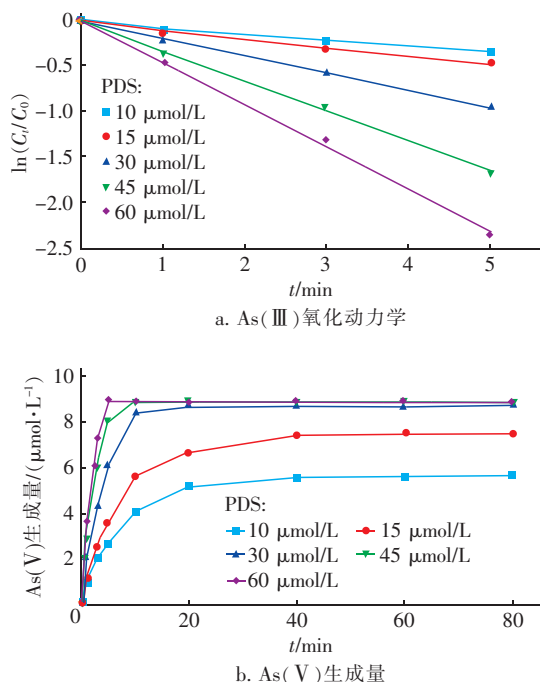 0
−0.5
−1.0
−1.5
−2.0
−2.5
ln(Cₜ/C₀)
PDS:
10 μmol/L
15 μmol/L
30 μmol/L
45 μmol/L
60 μmol/L
0 1 2 3 4 5
t/min
a. As(Ⅲ)氧化动力学
10
8
6
4
2
0
As(Ⅴ)生成量/(μmol·L⁻¹)
PDS:
10 μmol/L 15 μmol/L
30 μmol/L 45 μmol/L
60 μmol/L
20 40 60 80
t/min
b. As(Ⅴ)生成量